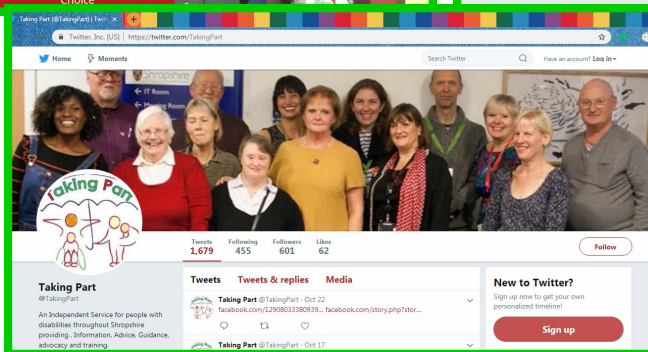 Choice
Taking Part (@TakingPart) | Twitt
Twitter, Inc. [US] | https://twitter.com/TakingPart
Home Moments Search Twitter Have an account? Log in
Shropshire
← IT Room
← Meeting Room
Taking Part
Tweets Following Followers Likes
1,679 455 601 62
Follow
Taking Part
@TakingPart
An Independent Service for people with
disabilities throughout Shropshire
providing , Information, Advice, Guidance,
advocacy and training.
Tweets Tweets & replies Media
Taking Part @TakingPart · Oct 22
facebook.com/12908033380939... facebook.com/story.php?stor...
Taking Part @TakingPart · Oct 17
New to Twitter?
Sign up now to get your own
personalized timeline!
Sign up